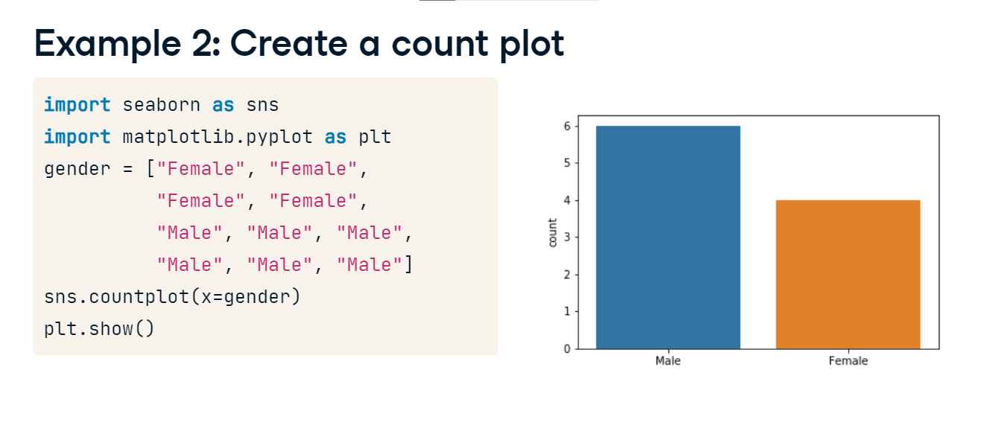 Example 2: Create a count plot
import seaborn as sns
import matplotlib.pyplot as plt
gender = ["Female", "Female",
          "Female", "Female",
          "Male", "Male", "Male",
          "Male", "Male", "Male"]
sns.countplot(x=gender)
plt.show()
6
5
4
3
2
1
0
count
Male Female